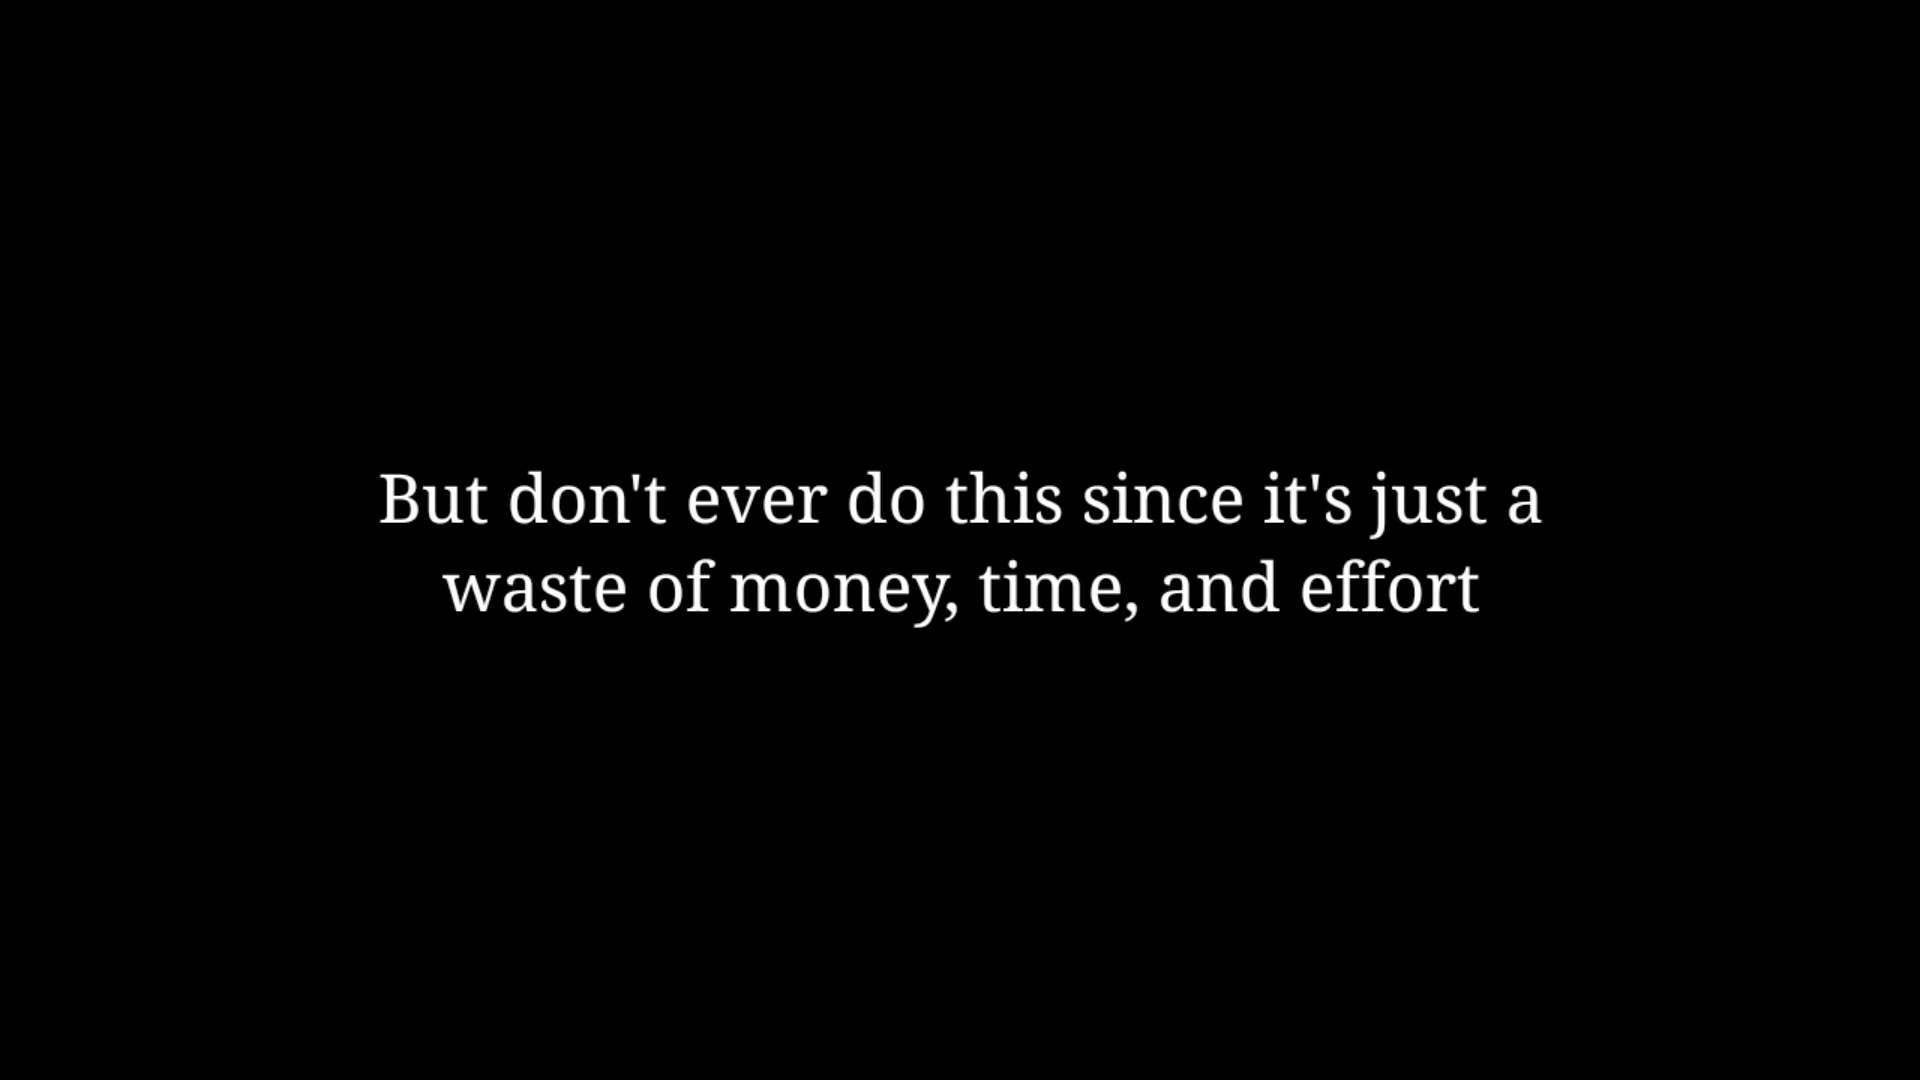 But don't ever do this since it's just a
waste of money, time, and effort